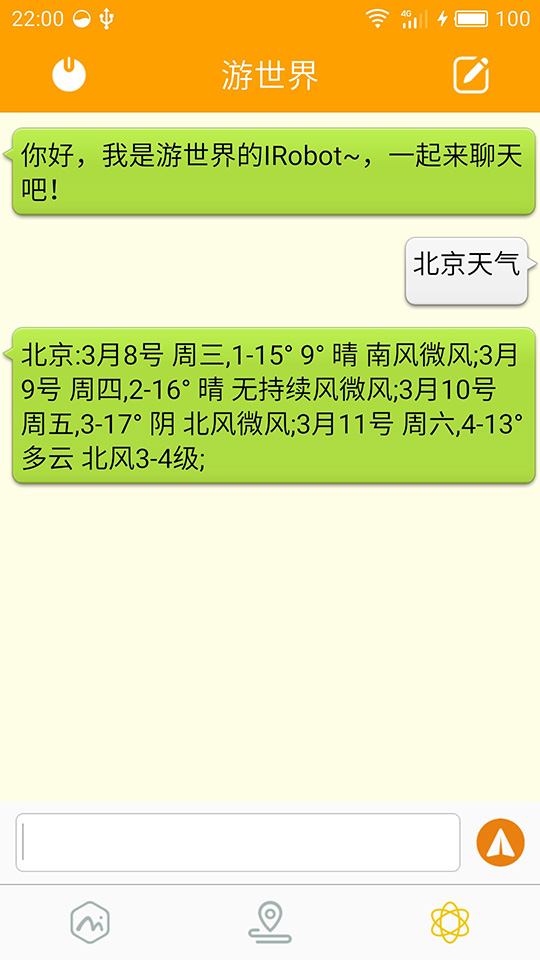 22:00 4G 100
游世界
你好，我是游世界的IRobot~，一起来聊天
吧！
北京天气
北京:3月8号 周三,1-15° 9° 晴 南风微风;3月
9号 周四,2-16° 晴 无持续风微风;3月10号
周五,3-17° 阴 北风微风;3月11号 周六,4-13°
多云 北风3-4级;